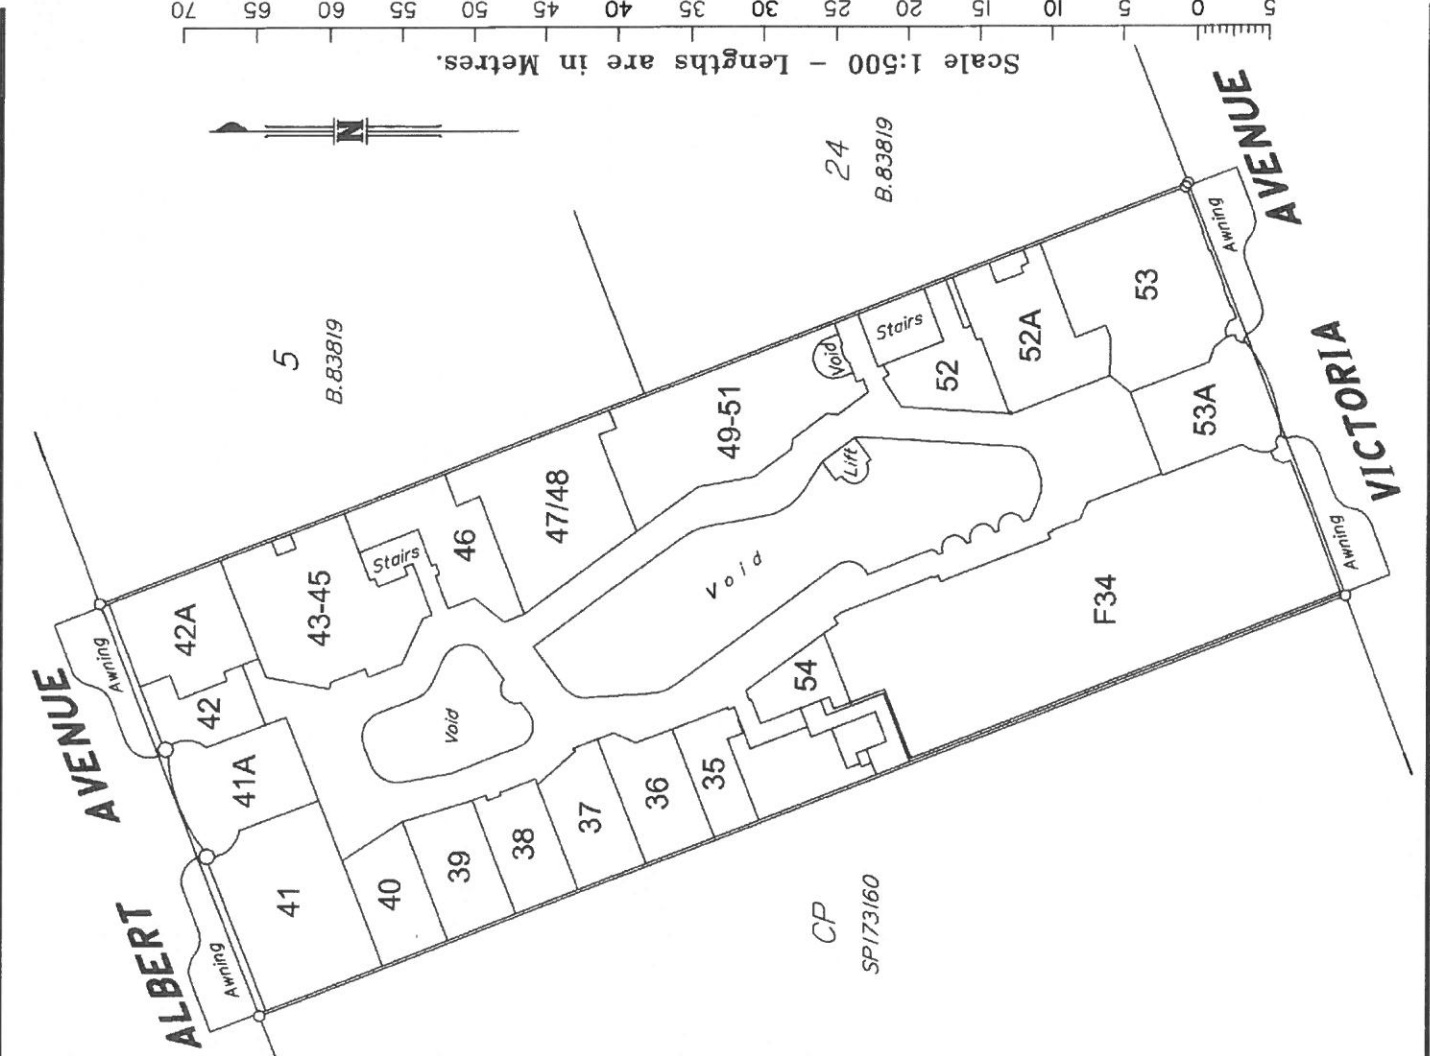 70 65 60 55 50 45 40 35 30 25 20 15 10 5 0 5
Scale 1:500 – Lengths are in Metres.
N
24
B.83819
5
B.83819
AVENUE
Awning
53
52A
Stairs
Void
52
49-51
53A
VICTORIA
Lift
47/48
46
Stairs
43-45
42A
Awning
AVENUE
42
Void
Void
F34
Awning
54
41A
35
36
37
38
39
40
41
Awning
ALBERT
CP
SP173160